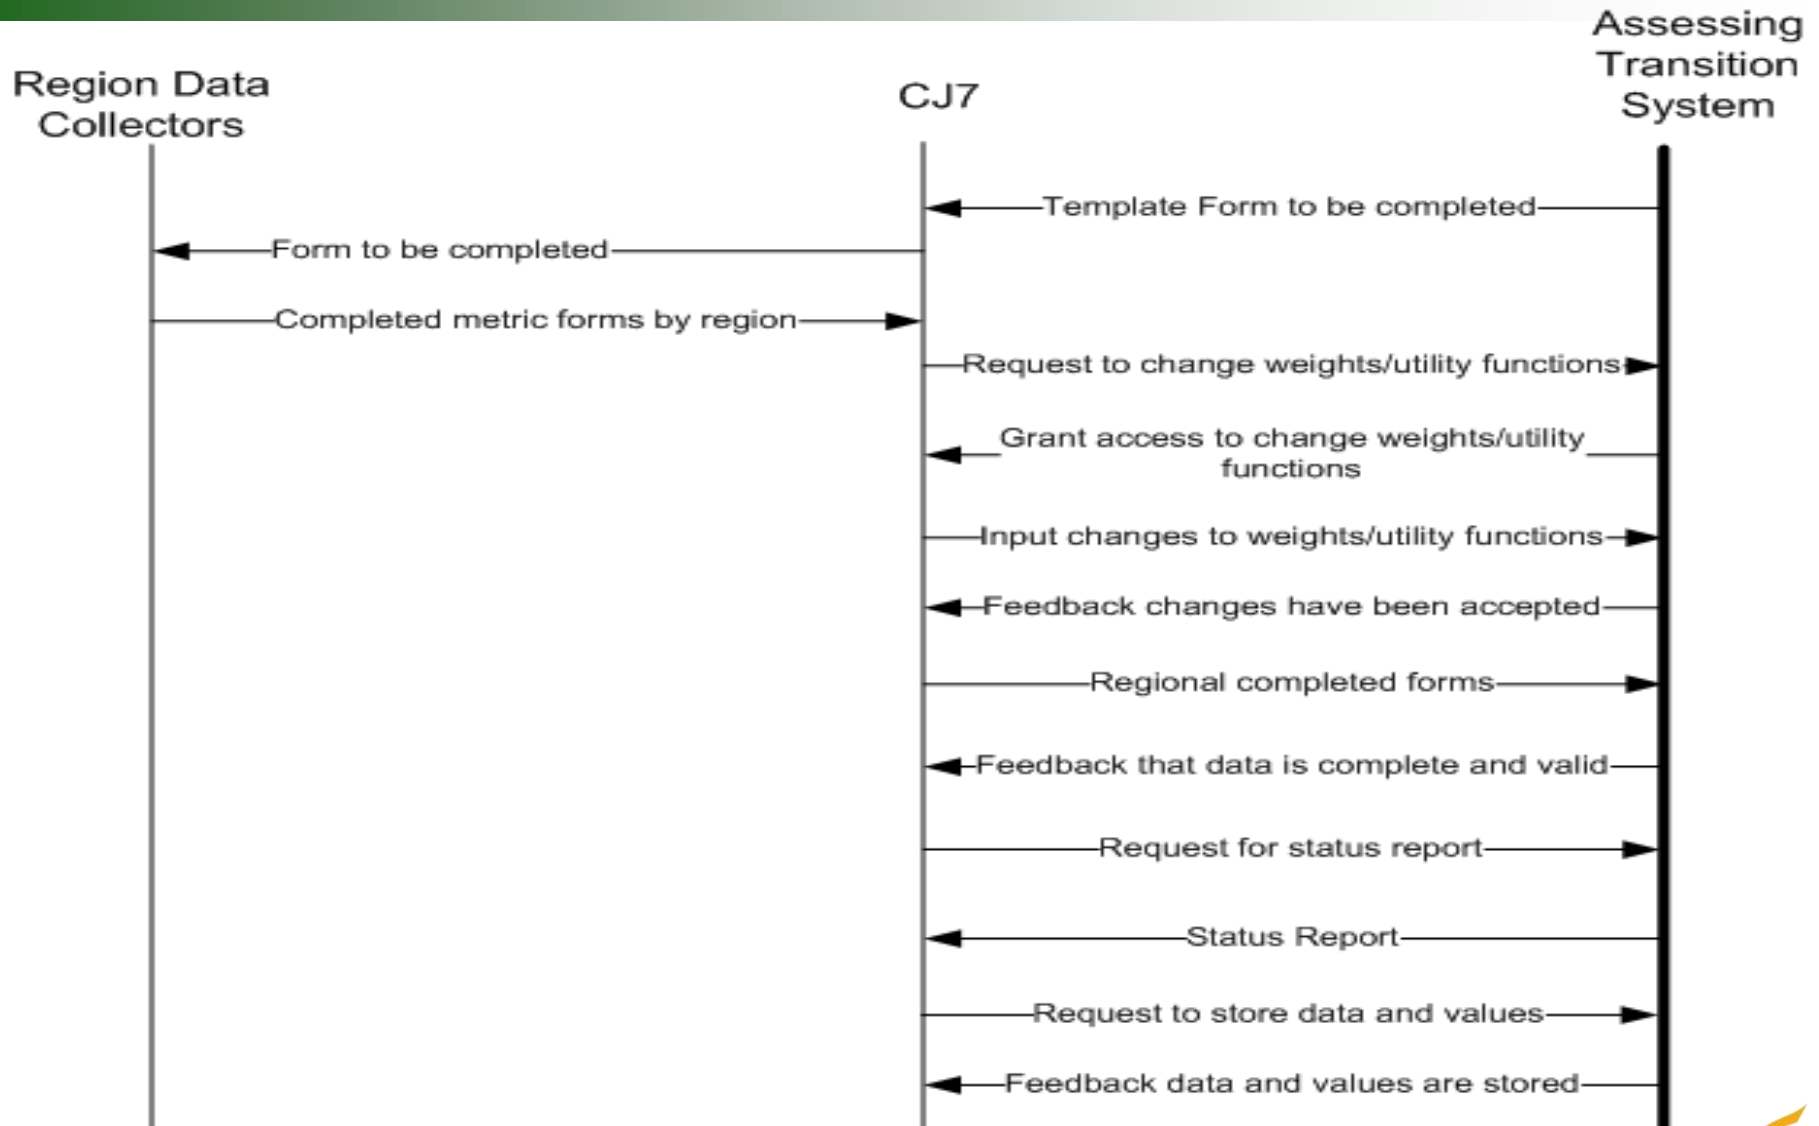 Assessing
Transition
System
Region Data
Collectors
CJ7
Template Form to be completed
Form to be completed
Completed metric forms by region
Request to change weights/utility functions
Grant access to change weights/utility
functions
Input changes to weights/utility functions
Feedback changes have been accepted
Regional completed forms
Feedback that data is complete and valid
Request for status report
Status Report
Request to store data and values
Feedback data and values are stored